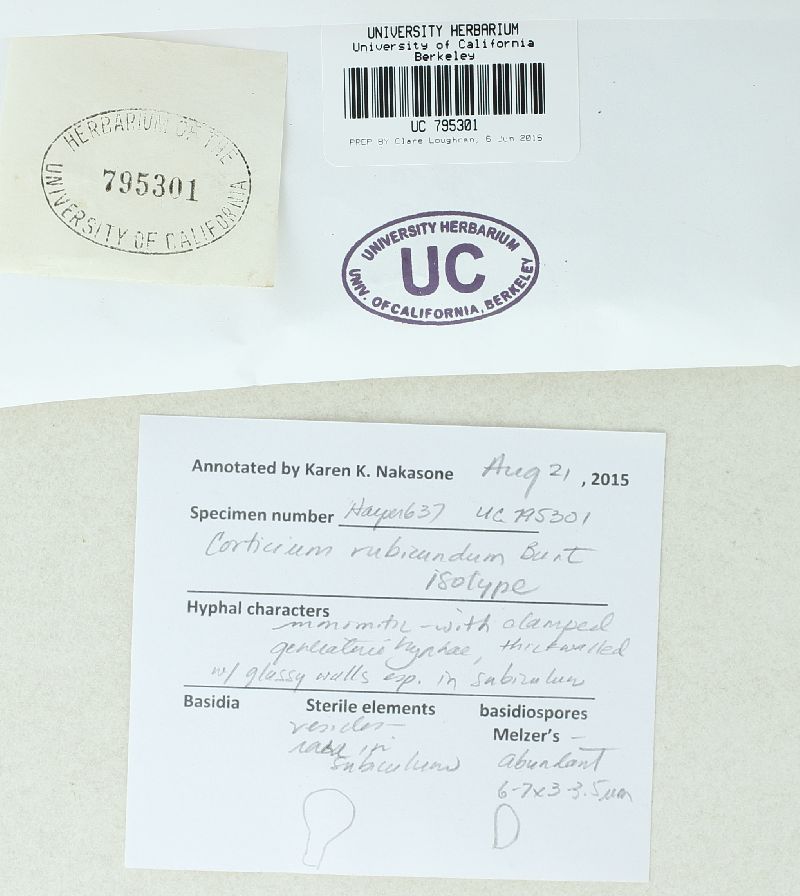 UNIVERSITY HERBARIUM
University of California
Berkeley
UC 795301
PREP BY Clare Loughran, 6 Jun 2015
HERBARIUM OF THE
795301
UNIVERSITY OF CALIFORNIA
UNIVERSITY HERBARIUM
UC
UNIV. OF CALIFORNIA, BERKELEY
Annotated by Karen K. Nakasone Aug 21, 2015
Specimen number 637 UC 795301
Corticium rubicundum Burt
isotype
Hyphal characters
monomitic - with clamped
generative hyphae, thickwalled
w/ glassy walls esp. in subiculum
Basidia Sterile elements basidiospores
vesicles - Melzer's -
in abundant
subiculum 6-7x3-3.5µm